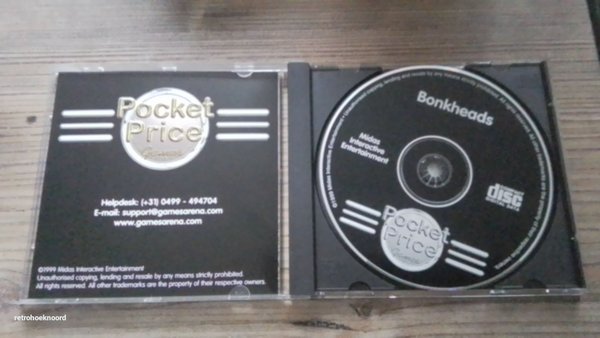 Pocket
Price
Helpdesk: (+31) 0499 - 494704
E-mail: support@gamesarena.com
www.gamesarena.com
©1999 Midas Interactive Entertainment
Unauthorised copying, lending and resale by any means strictly prohibited.
All rights reserved. All other trademarks are the property of their respective owners.
retrohoeknoord
Bonkheads
Midas
Interactive
Entertainment
disc
Pocket
Price